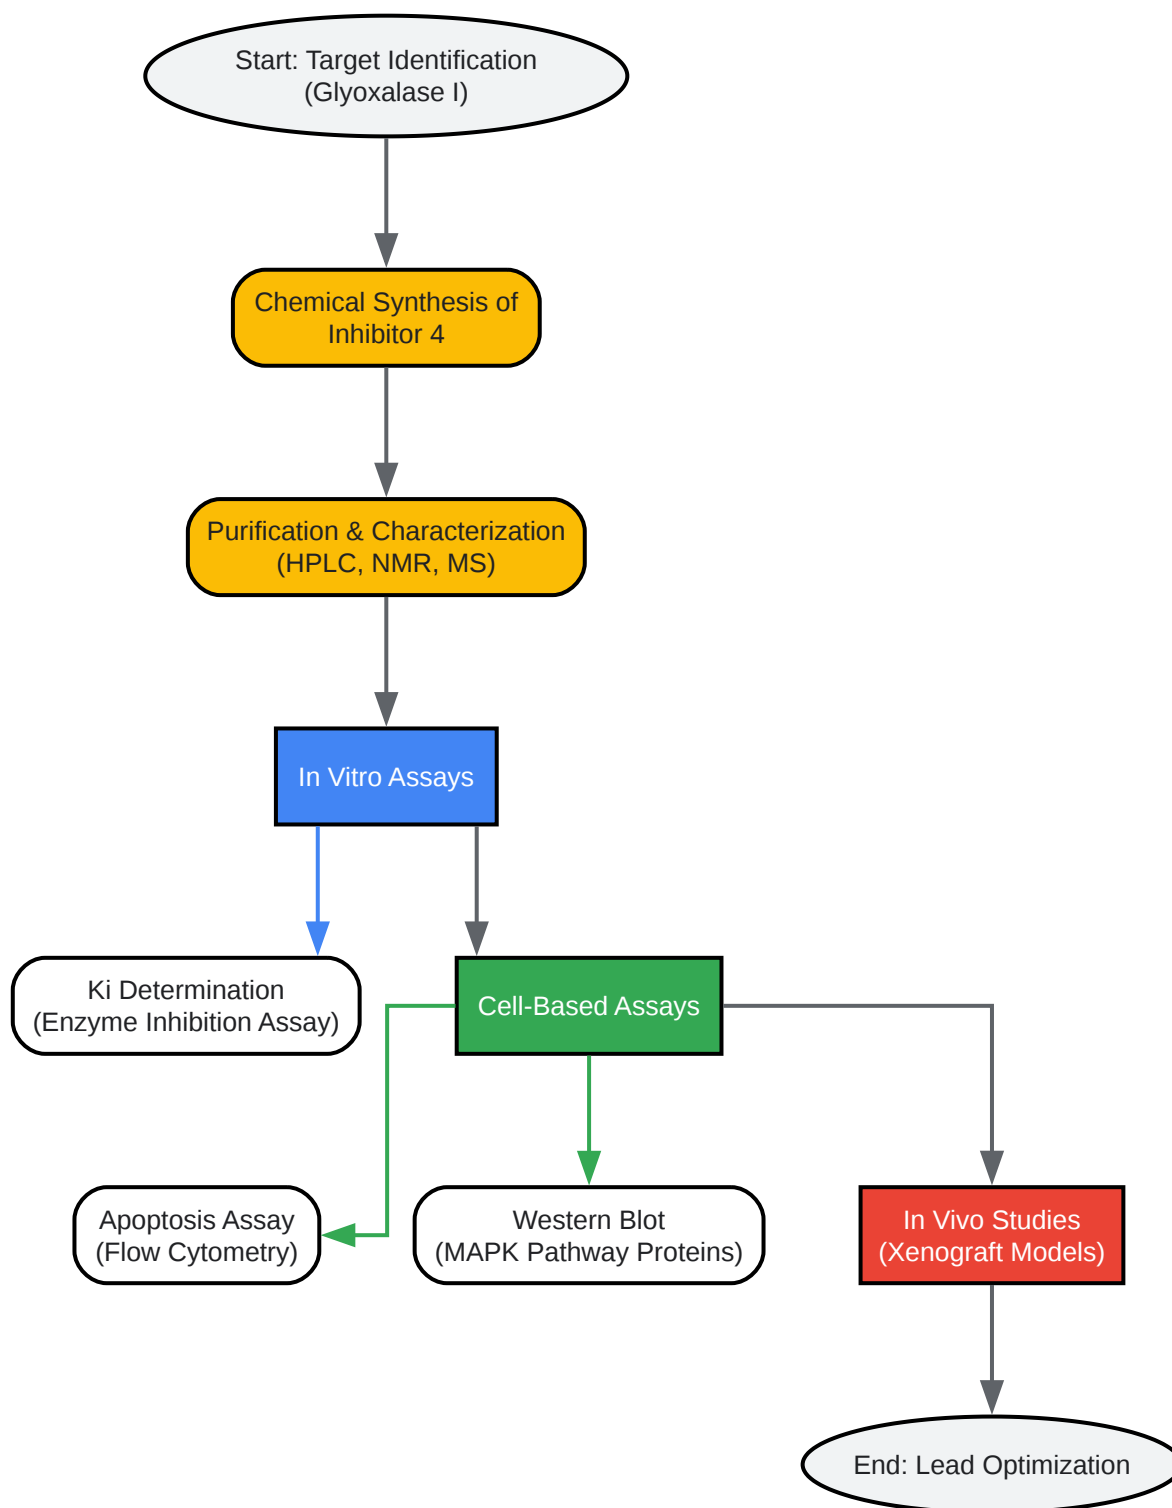 Start: Target Identification
(Glyoxalase I)
Chemical Synthesis of
Inhibitor 4
Purification & Characterization
(HPLC, NMR, MS)
In Vitro Assays
Ki Determination
(Enzyme Inhibition Assay)
Cell-Based Assays
Apoptosis Assay
(Flow Cytometry)
Western Blot
(MAPK Pathway Proteins)
In Vivo Studies
(Xenograft Models)
End: Lead Optimization